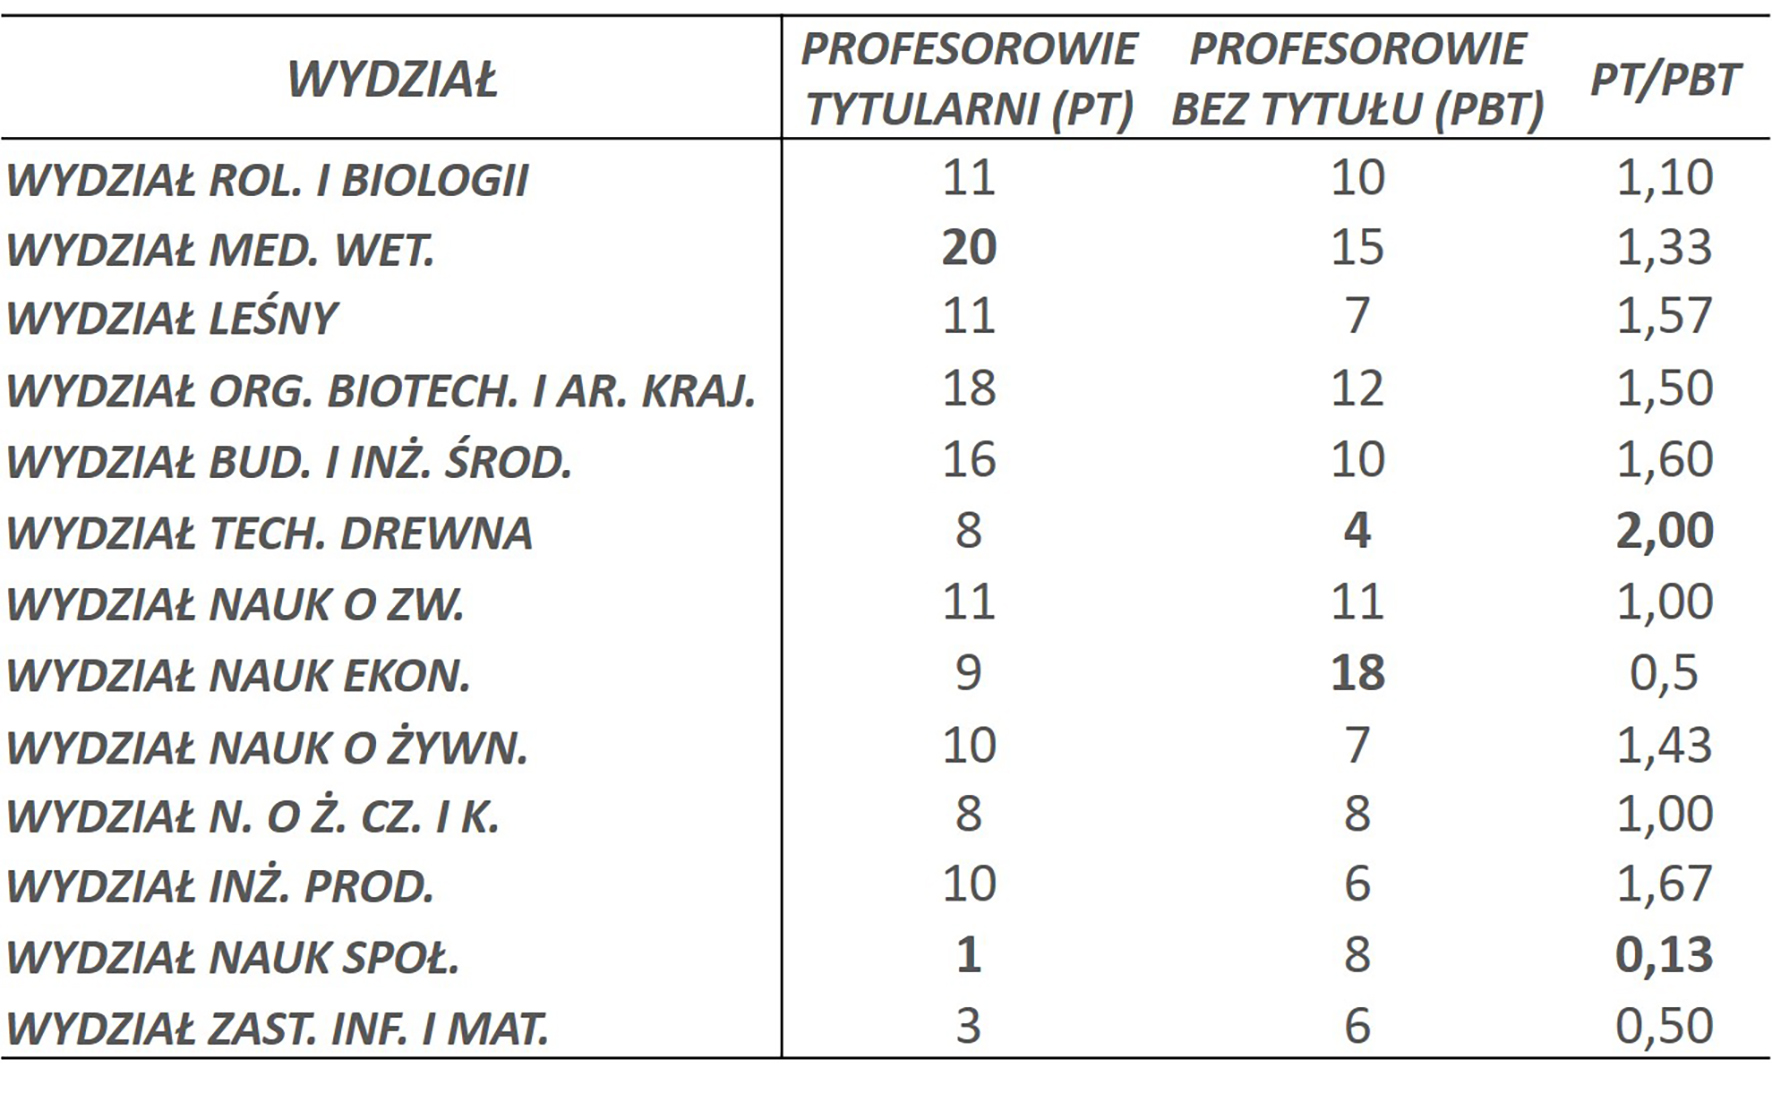 WYDZIAŁ PROFESOROWIE TYTULARNI (PT) PROFESOROWIE BEZ TYTUŁU (PBT) PT/PBT
WYDZIAŁ ROL. I BIOLOGII 11 10 1,10
WYDZIAŁ MED. WET. 20 15 1,33
WYDZIAŁ LEŚNY 11 7 1,57
WYDZIAŁ ORG. BIOTECH. I AR. KRAJ. 18 12 1,50
WYDZIAŁ BUD. I INŻ. ŚROD. 16 10 1,60
WYDZIAŁ TECH. DREWNA 8 4 2,00
WYDZIAŁ NAUK O ZW. 11 11 1,00
WYDZIAŁ NAUK EKON. 9 18 0,5
WYDZIAŁ NAUK O ŻYWN. 10 7 1,43
WYDZIAŁ N. O Ż. CZ. I K. 8 8 1,00
WYDZIAŁ INŻ. PROD. 10 6 1,67
WYDZIAŁ NAUK SPOŁ. 1 8 0,13
WYDZIAŁ ZAST. INF. I MAT. 3 6 0,50